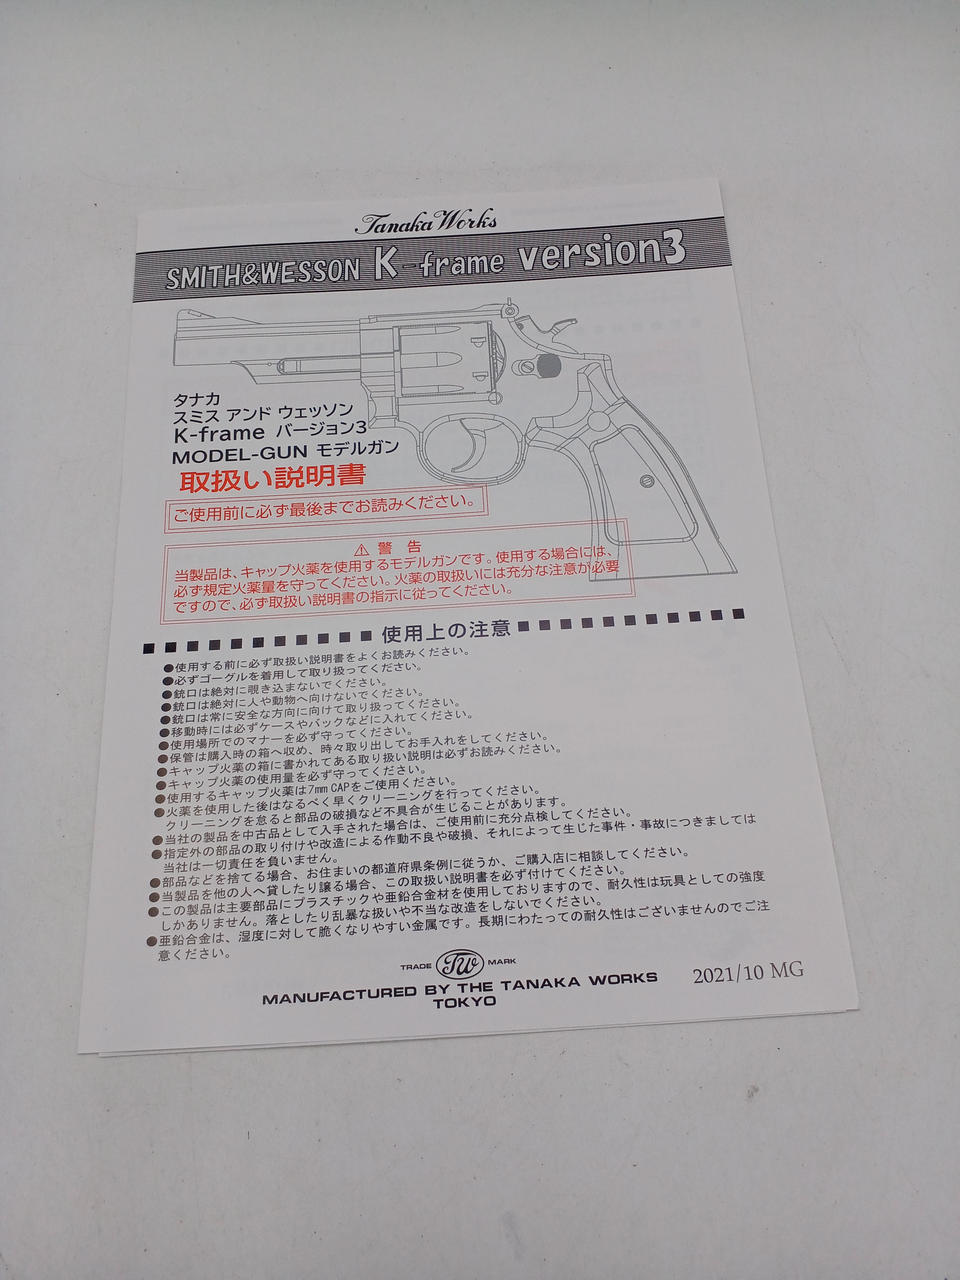 Tanaka Works
SMITH&WESSON K-frame version3
タナカ
スミス アンド ウェッソン
K-frame バージョン3
MODEL-GUN モデルガン
取扱い説明書
ご使用前に必ず最後までお読みください。
⚠ 警 告
当製品は、キャップ火薬を使用するモデルガンです。使用する場合には、
必ず規定火薬量を守ってください。火薬の取扱いには充分な注意が必要
ですので、必ず取扱い説明書の指示に従ってください。
使用上の注意
●使用する前に必ず取扱い説明書をよくお読みください。
●必ずゴーグルを着用して取り扱ってください。
●銃口は絶対に覗き込まないでください。
●銃口は絶対に人や動物へ向けないでください。
●銃口は常に安全な方向に向けて取り扱ってください。
●移動時には必ずケースやバックなどに入れてください。
●使用場所でのマナーを必ず守ってください。
●保管は購入時の箱へ収め、時々取り出してお手入れをしてください。
●キャップ火薬の箱に書かれてある取り扱い説明は必ずお読みください。
●キャップ火薬の使用量を必ず守ってください。
●使用するキャップ火薬は7mm CAPをご使用ください。
●火薬を使用した後はなるべく早くクリーニングを行ってください。
クリーニングを怠ると部品の破損など不具合が生じることがあります。
●当社の製品を中古品として入手された場合は、ご使用前に充分点検してください。
●指定外の部品の取り付けや改造による作動不良や破損、それによって生じた事件・事故につきましては
当社は一切責任を負いません。
●部品などを捨てる場合、お住まいの都道府県条例に従うか、ご購入店に相談してください。
●当製品を他の人へ貸したり譲る場合、この取扱い説明書を必ず付けてください。
●この製品は主要部品にプラスチックや亜鉛合金材を使用しておりますので、耐久性は玩具としての強度
しかありません。落としたり乱暴な扱いや不当な改造をしないでください。
●亜鉛合金は、湿度に対して脆くなりやすい金属です。長期にわたっての耐久性はございませんのでご注
意ください。
TRADE TW MARK
MANUFACTURED BY THE TANAKA WORKS
TOKYO
2021/10 MG